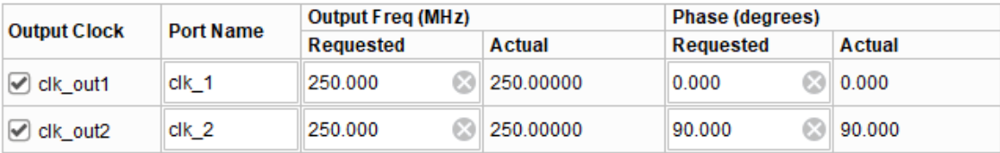 Output Clock Port Name Output Freq (MHz) Phase (degrees)
Requested Actual Requested Actual
clk_out1 clk_1 250.000 250.00000 0.000 0.000
clk_out2 clk_2 250.000 250.00000 90.000 90.000